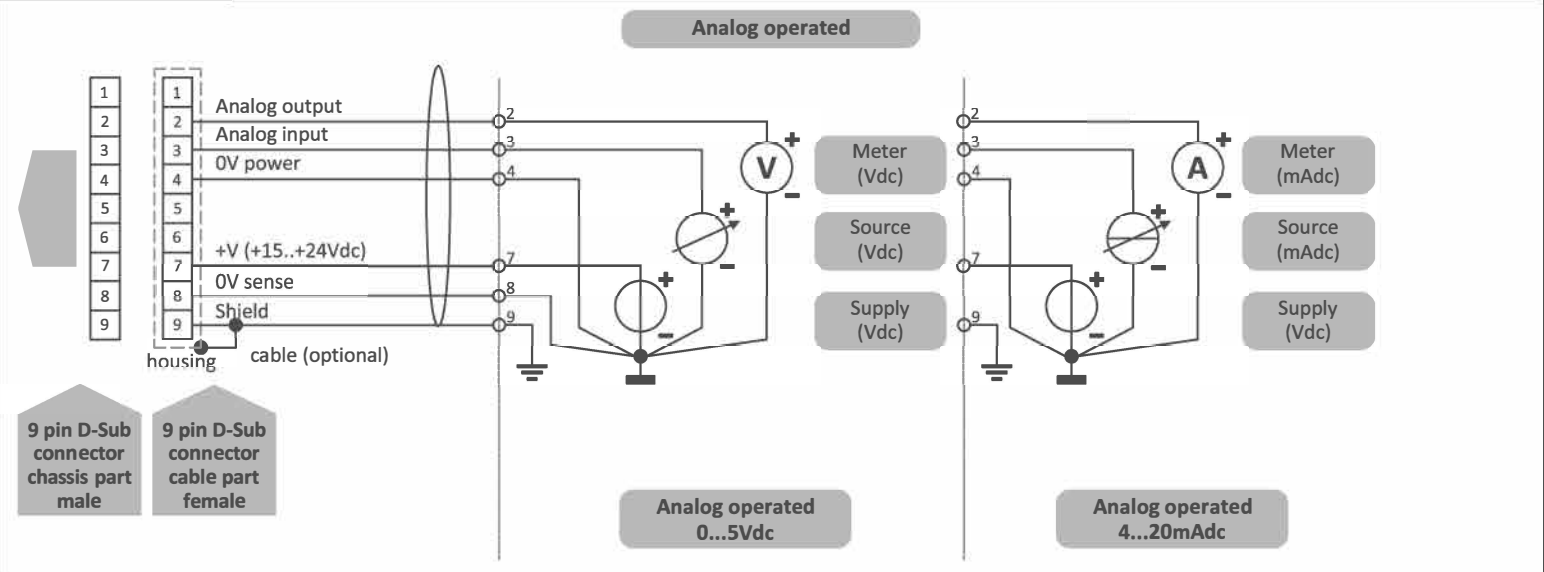 Analog operated
1
2
3
4
5
6
7
8
9
1
2
3
4
5
6
7
8
9
Analog output
Analog input
0V power
+V (+15..+24Vdc)
0V sense
Shield
housing
cable (optional)
2
3
4
7
8
9
V
+
−
+
−
+
−
Meter
(Vdc)
Source
(Vdc)
Supply
(Vdc)
2
3
4
7
9
A
+
−
+
−
+
−
Meter
(mAdc)
Source
(mAdc)
Supply
(Vdc)
9 pin D-Sub
connector
chassis part
male
9 pin D-Sub
connector
cable part
female
Analog operated
0...5Vdc
Analog operated
4...20mAdc